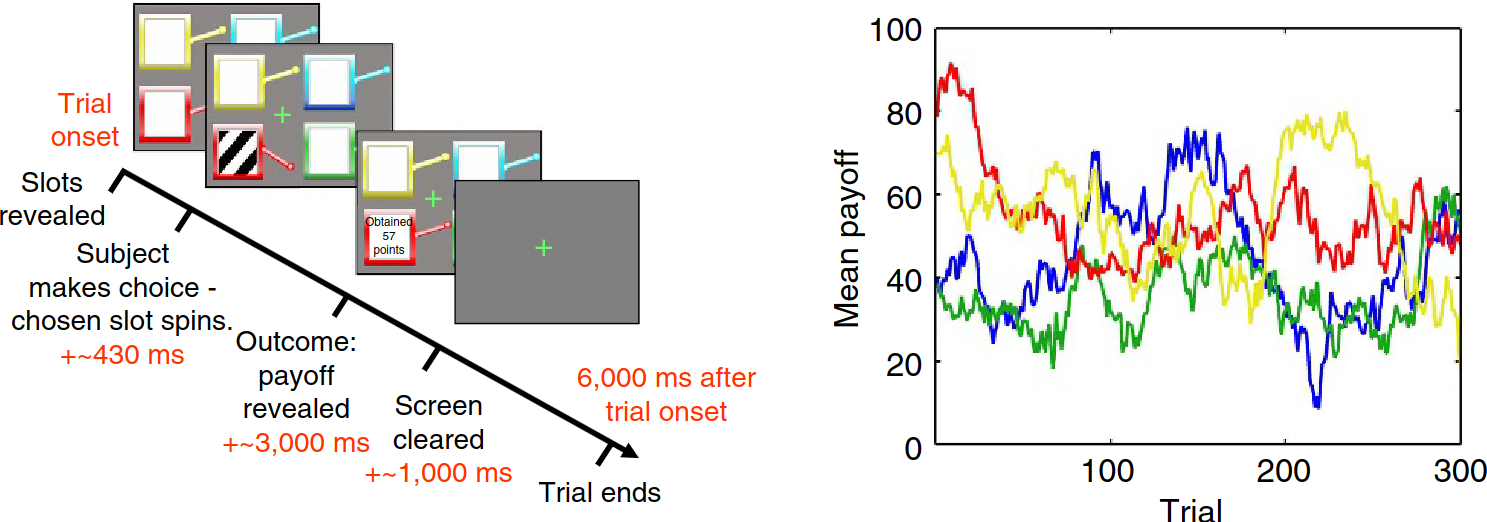 Trial
onset
Slots
revealed
Subject
makes choice -
chosen slot spins.
+~430 ms
Obtained
57
points
Outcome:
payoff
revealed
+~3,000 ms
Screen
cleared
+~1,000 ms
6,000 ms after
trial onset
Trial ends
Mean payoff
100
80
60
40
20
0
100
200
300
Trial